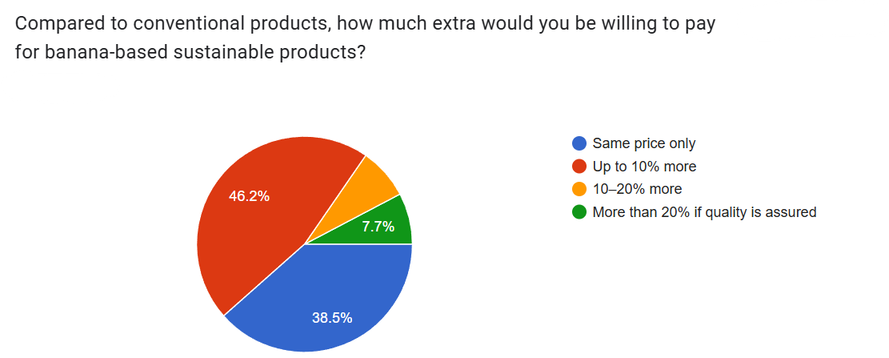 Compared to conventional products, how much extra would you be willing to pay
for banana-based sustainable products?
Same price only
Up to 10% more
10–20% more
More than 20% if quality is assured
46.2%
7.7%
38.5%